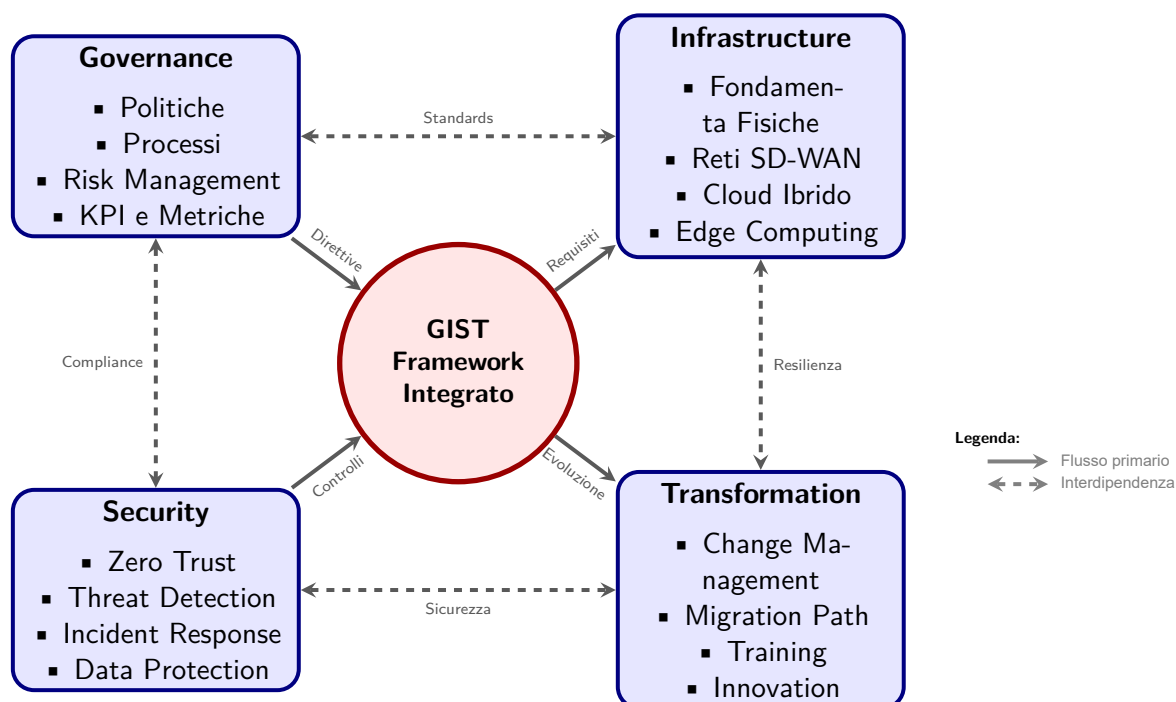 Governance
▪ Politiche
▪ Processi
▪ Risk Management
▪ KPI e Metriche
Standards
Infrastructure
▪ Fondamen-
ta Fisiche
▪ Reti SD-WAN
▪ Cloud Ibrido
▪ Edge Computing
Direttive
Requisiti
GIST
Framework
Integrato
Compliance
Resilienza
Controlli
Evoluzione
Security
▪ Zero Trust
▪ Threat Detection
▪ Incident Response
▪ Data Protection
Sicurezza
Transformation
▪ Change Ma-
nagement
▪ Migration Path
▪ Training
▪ Innovation
Legenda:
Flusso primario
Interdipendenza